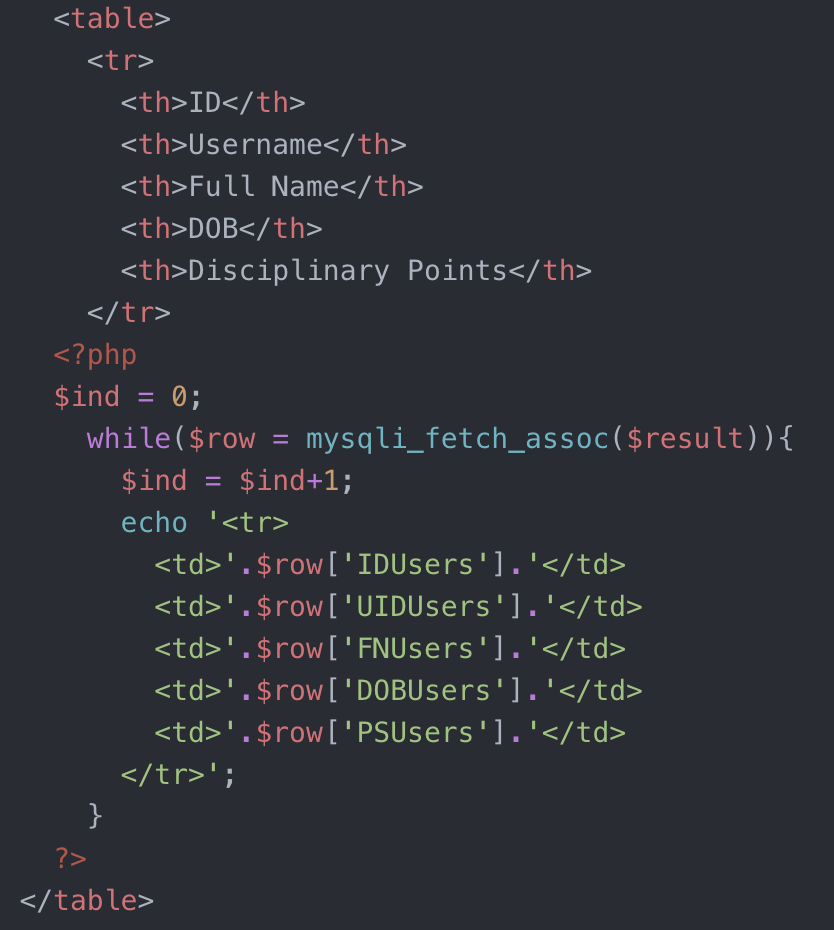 <table>
<tr>
<th>ID</th>
<th>Username</th>
<th>Full Name</th>
<th>DOB</th>
<th>Disciplinary Points</th>
</tr>
<?php
$ind = 0;
while($row = mysqli_fetch_assoc($result)){
$ind = $ind+1;
echo '<tr>
<td>'.$row['IDUsers'].'</td>
<td>'.$row['UIDUsers'].'</td>
<td>'.$row['FNUsers'].'</td>
<td>'.$row['DOBUsers'].'</td>
<td>'.$row['PSUsers'].'</td>
</tr>';
}
?>
</table>